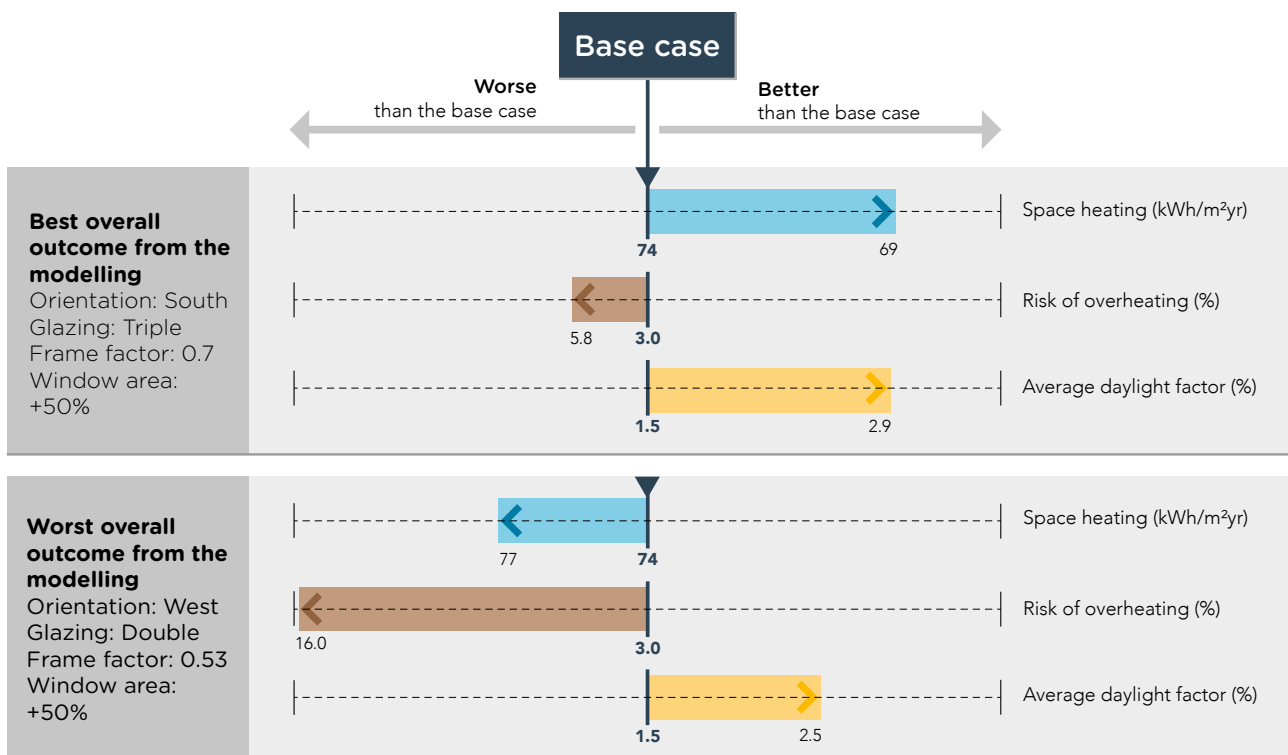 Base case
Worse
than the base case
Better
than the base case
Best overall
outcome from the
modelling
Orientation: South
Glazing: Triple
Frame factor: 0.7
Window area:
+50%
74
69
Space heating (kWh/m²yr)
5.8
3.0
Risk of overheating (%)
1.5
2.9
Average daylight factor (%)
Worst overall
outcome from the
modelling
Orientation: West
Glazing: Double
Frame factor: 0.53
Window area:
+50%
77
74
Space heating (kWh/m²yr)
16.0
3.0
Risk of overheating (%)
1.5
2.5
Average daylight factor (%)